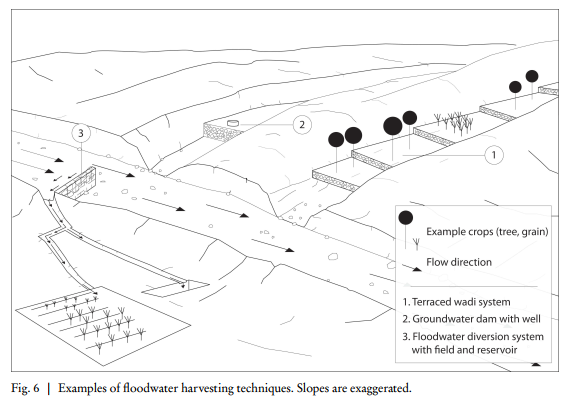 3
2
1
Example crops (tree, grain)
Flow direction
1. Terraced wadi system
2. Groundwater dam with well
3. Floodwater diversion system
with field and reservoir
Fig. 6 | Examples of floodwater harvesting techniques. Slopes are exaggerated.